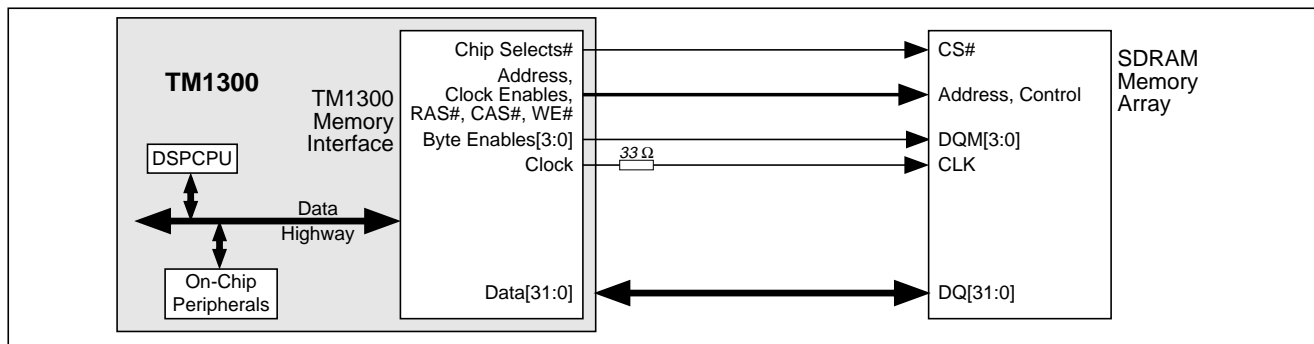 TM1300
DSPCPU
Data
Highway
On-Chip
Peripherals
TM1300
Memory
Interface
Chip Selects#
Address,
Clock Enables,
RAS#, CAS#, WE#
Byte Enables[3:0]
Clock
Data[31:0]
33 Ω
CS#
Address, Control
DQM[3:0]
CLK
DQ[31:0]
SDRAM
Memory
Array